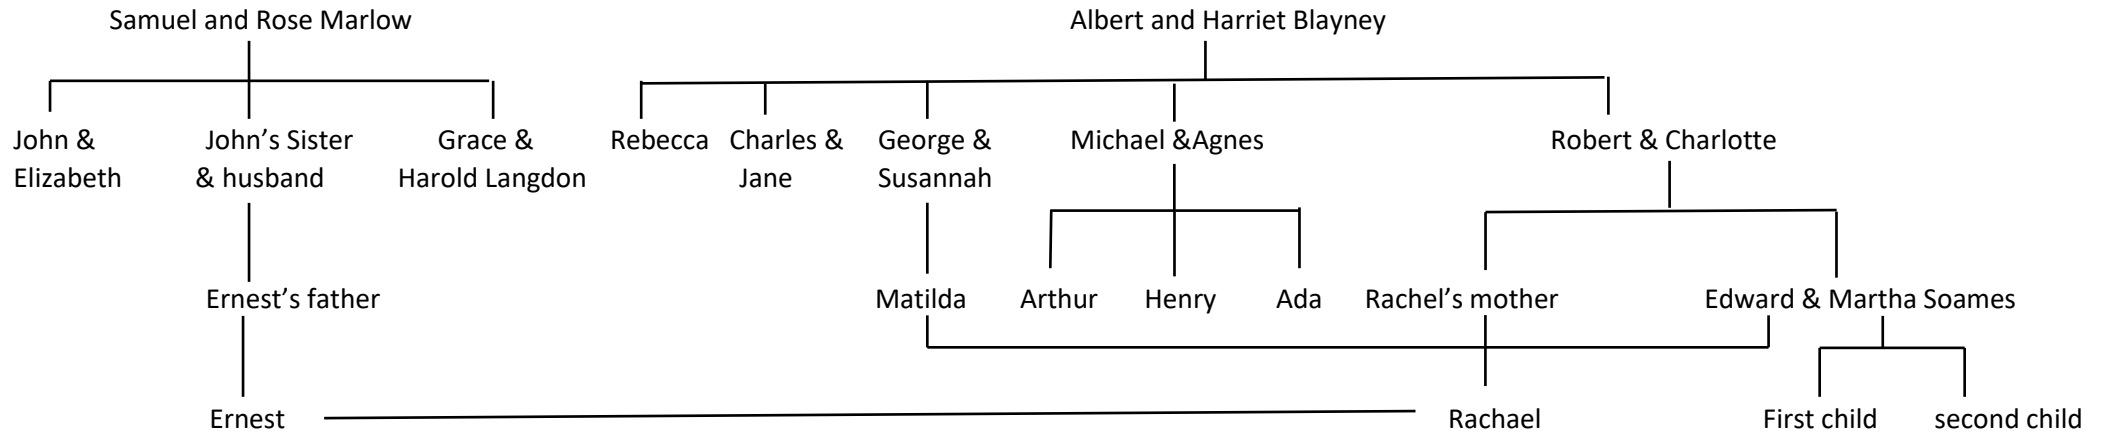 Samuel and Rose Marlow
Albert and Harriet Blayney
John &
Elizabeth
John’s Sister
& husband
Grace &
Harold Langdon
Rebecca
Charles &
Jane
George &
Susannah
Michael &Agnes
Robert & Charlotte
Ernest’s father
Matilda
Arthur
Henry
Ada
Rachel’s mother
Edward & Martha Soames
Ernest
Rachael
First child
second child